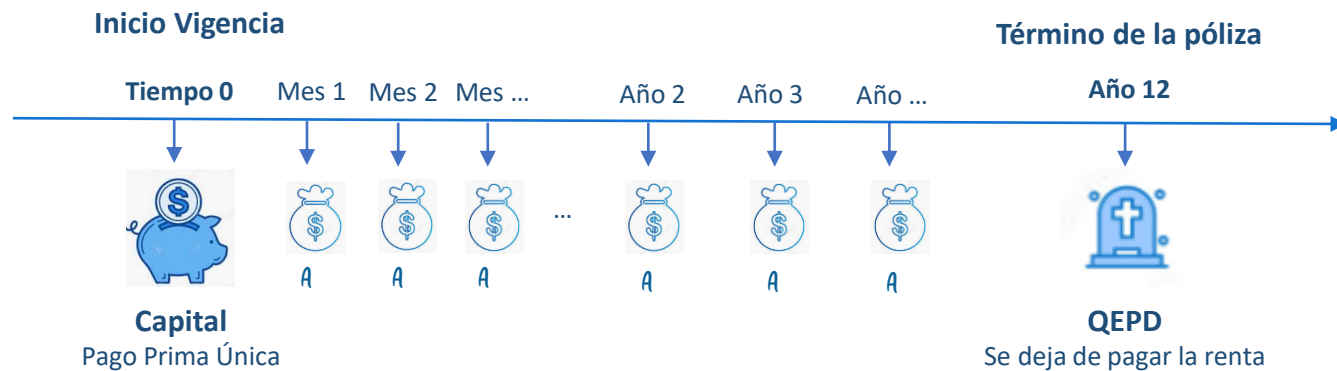 Inicio Vigencia
Término de la póliza
Tiempo 0 Mes 1 Mes 2 Mes ... Año 2 Año 3 Año ... Año 12
$ $ $ $ ... $ $ $
A A A A A A
Capital QEPD
Pago Prima Única Se deja de pagar la renta